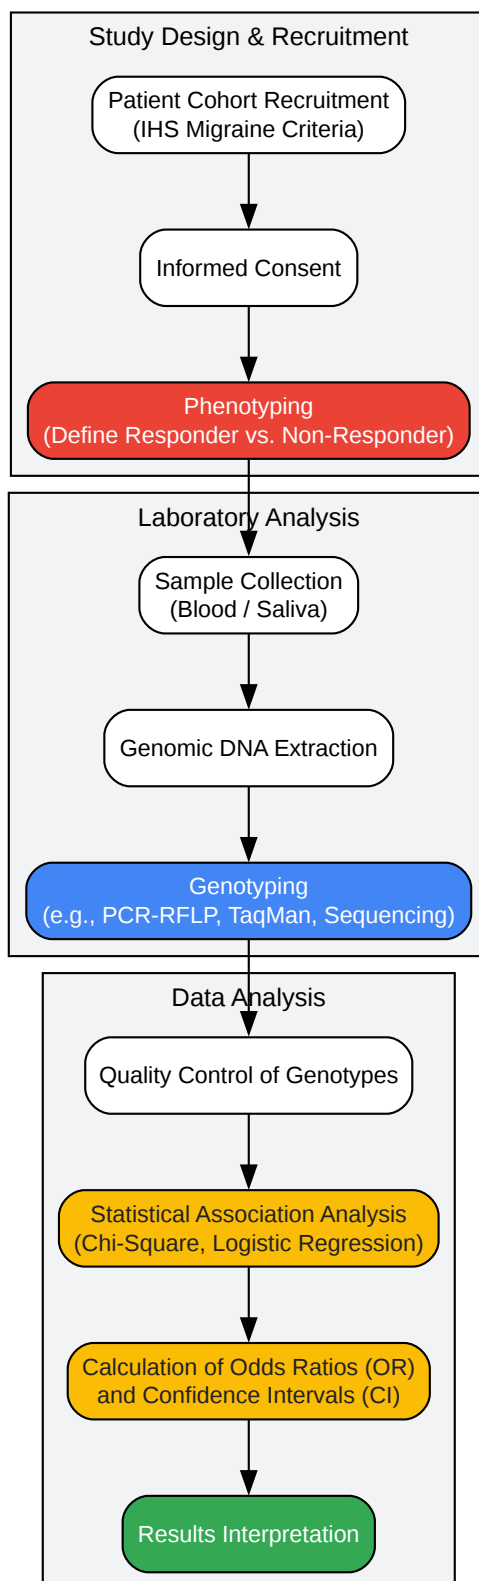 Study Design & Recruitment
Patient Cohort Recruitment
(IHS Migraine Criteria)
Informed Consent
Phenotyping
(Define Responder vs. Non-Responder)
Laboratory Analysis
Sample Collection
(Blood / Saliva)
Genomic DNA Extraction
Genotyping
(e.g., PCR-RFLP, TaqMan, Sequencing)
Data Analysis
Quality Control of Genotypes
Statistical Association Analysis
(Chi-Square, Logistic Regression)
Calculation of Odds Ratios (OR)
and Confidence Intervals (CI)
Results Interpretation